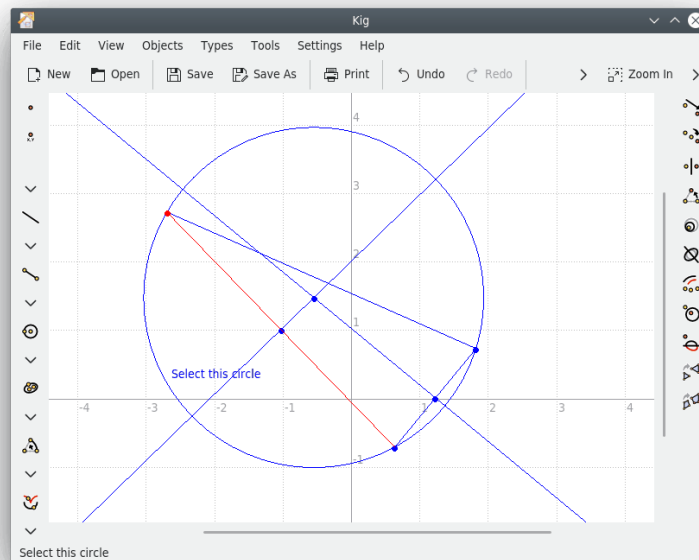 Kig
File Edit View Objects Types Tools Settings Help
New Open Save Save As Print Undo Redo Zoom In
4
3
2
1
Select this circle
-4 -3 -2 -1 1 2 3 4
-1
Select this circle